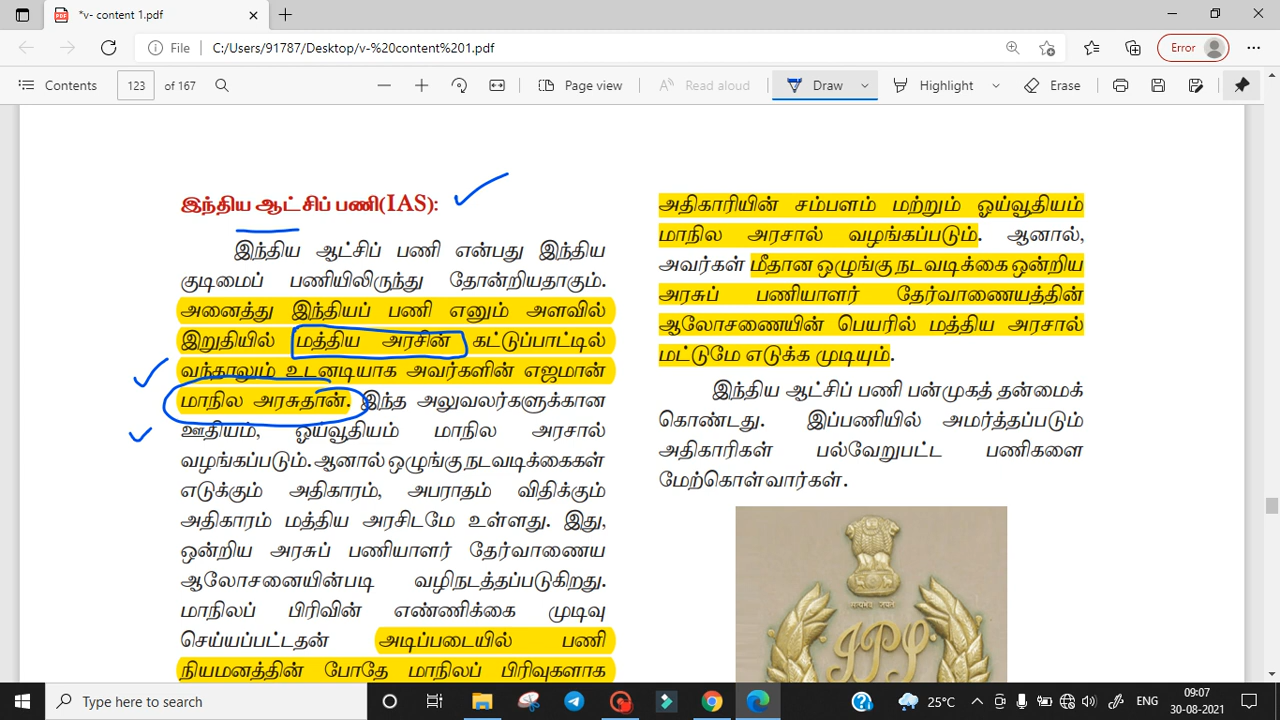 *v- content 1.pdf
File
C:/Users/91787/Desktop/v-%20content%201.pdf
Error
Contents
123
of 167
Page view
Read aloud
Draw
Highlight
Erase
இந்திய ஆட்சிப் பணி(IAS):
இந்திய ஆட்சிப் பணி என்பது இந்திய
குடிமைப் பணியிலிருந்து தோன்றியதாகும்.
அனைத்து இந்தியப் பணி எனும் அளவில்
இறுதியில் மத்திய அரசின் கட்டுப்பாட்டில்
வந்தாலும் உடனடியாக அவர்களின் எஜமான்
மாநில அரசுதான். இந்த அலுவலர்களுக்கான
ஊதியம், ஓய்வூதியம் மாநில அரசால்
வழங்கப்படும். ஆனால் ஒழுங்கு நடவடிக்கைகள்
எடுக்கும் அதிகாரம், அபராதம் விதிக்கும்
அதிகாரம் மத்திய அரசிடமே உள்ளது. இது,
ஒன்றிய அரசுப் பணியாளர் தேர்வாணைய
ஆலோசனையின்படி வழிநடத்தப்படுகிறது.
மாநிலப் பிரிவின் எண்ணிக்கை முடிவு
செய்யப்பட்டதன் அடிப்படையில் பணி
நியமனத்தின் போதே மாநிலப் பிரிவுகளாக
அதிகாரியின் சம்பளம் மற்றும் ஓய்வூதியம்
மாநில அரசால் வழங்கப்படும். ஆனால்,
அவர்கள் மீதான ஒழுங்கு நடவடிக்கை ஒன்றிய
அரசுப் பணியாளர் தேர்வாணையத்தின்
ஆலோசனையின் பெயரில் மத்திய அரசால்
மட்டுமே எடுக்க முடியும்.
இந்திய ஆட்சிப் பணி பன்முகத் தன்மைக்
கொண்டது. இப்பணியில் அமர்த்தப்படும்
அதிகாரிகள் பல்வேறுபட்ட பணிகளை
மேற்கொள்வார்கள்.
IPS
Type here to search
25°C
ENG
09:07
30-08-2021